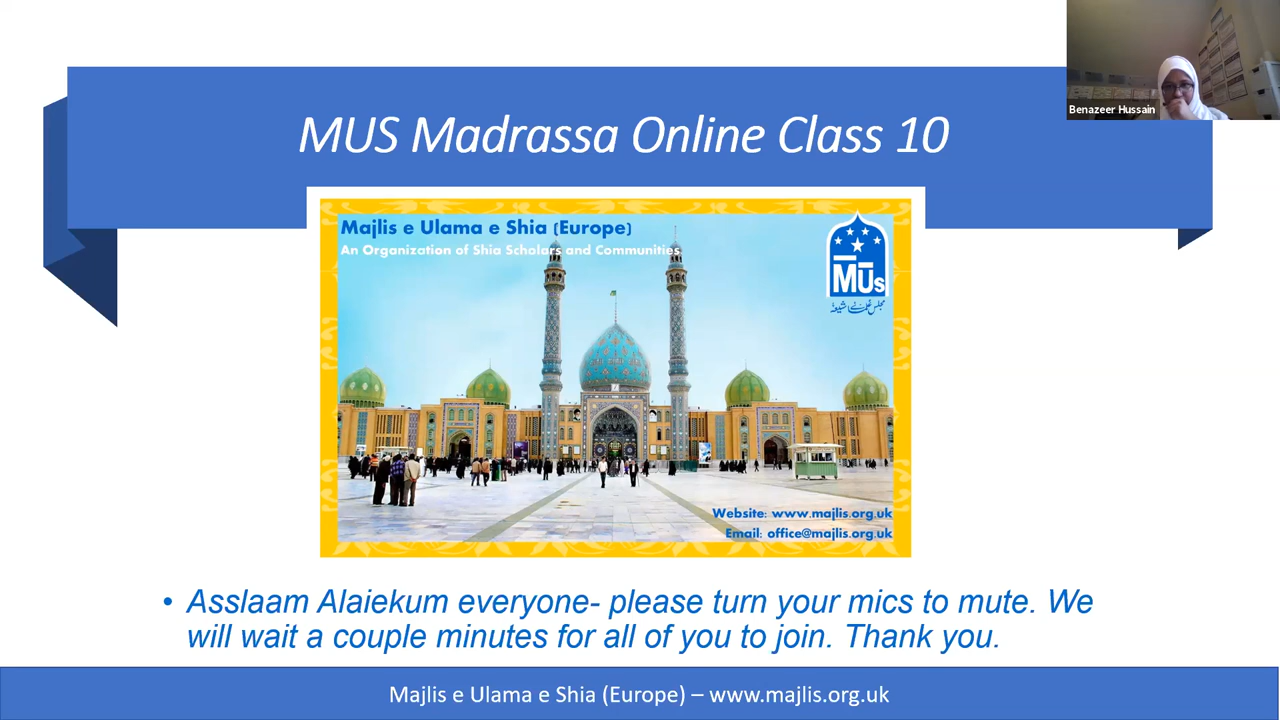 MUS Madrassa Online Class 10
Benazeer Hussain
Majlis e Ulama e Shia (Europe)
An Organization of Shia Scholars and Communities
MUs
مجلس علمائے شیعہ
Website: www.majlis.org.uk
Email: office@majlis.org.uk
• Asslaam Alaiekum everyone- please turn your mics to mute. We
will wait a couple minutes for all of you to join. Thank you.
Majlis e Ulama e Shia (Europe) – www.majlis.org.uk